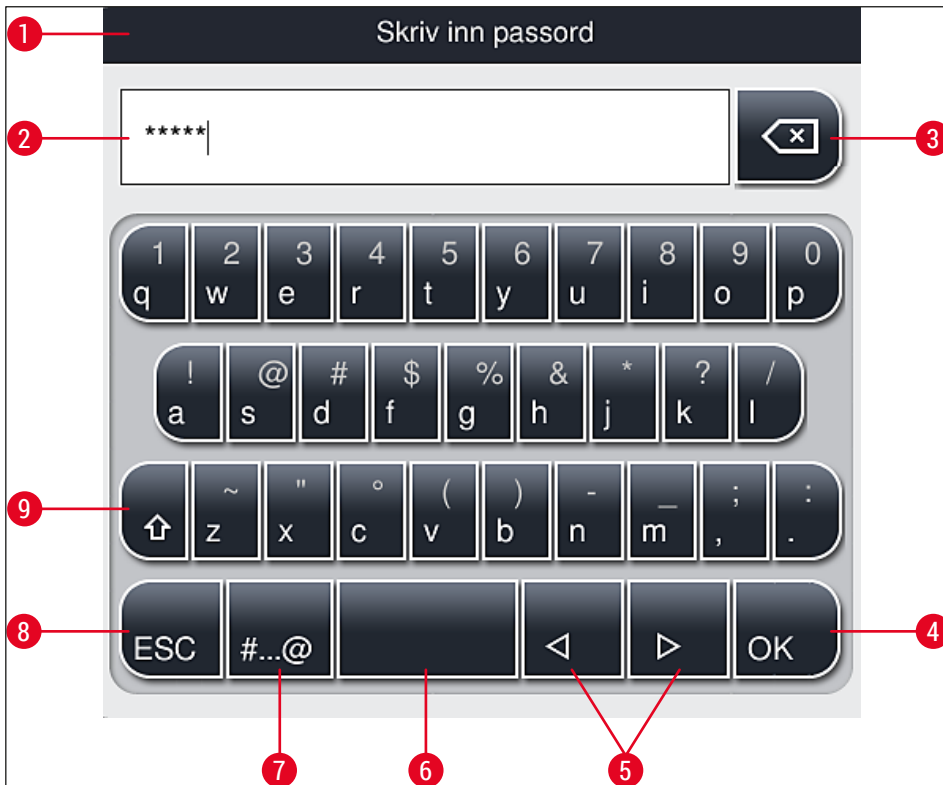 1 Skriv inn passord
2 ***** 3
1 2 3 4 5 6 7 8 9 0
q w e r t y u i o p
! @ # $ % & * ? /
a s d f g h j k l
~ " ° ( ) - _ ; :
9 z x c v b n m , .
8 ESC #...@ OK 4
7 6 5